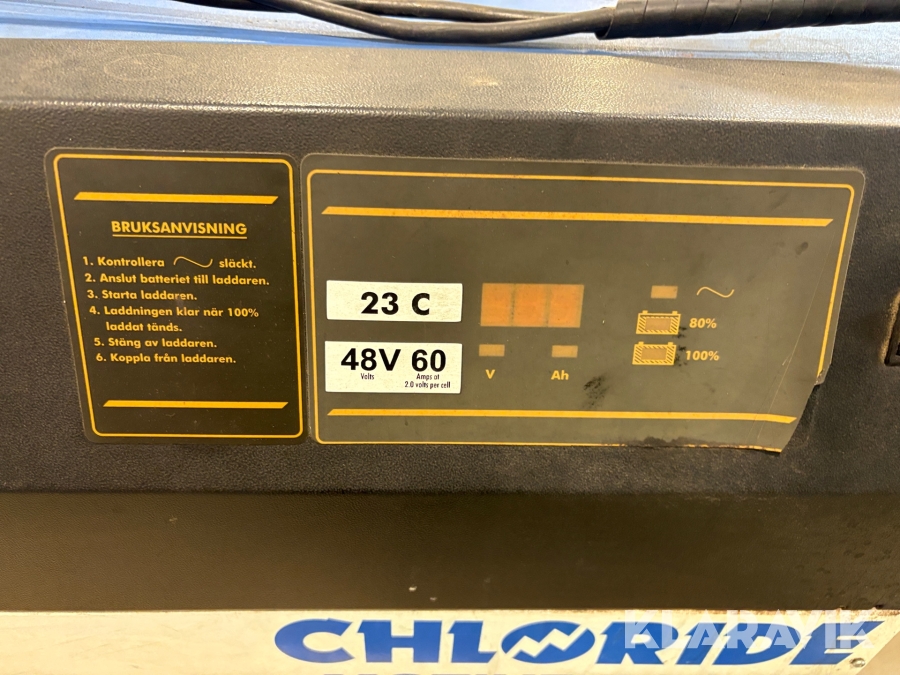 BRUKSANVISNING
1. Kontrollera släckt.
2. Anslut batteriet till laddaren.
3. Starta laddaren.
4. Laddningen klar när 100%
laddat tänds.
5. Stäng av laddaren.
6. Koppla från laddaren.
23 C
48V 60
Volts Amps at
2.0 volts per cell
V Ah
80%
100%
CHLORIDE
KLARAVIK